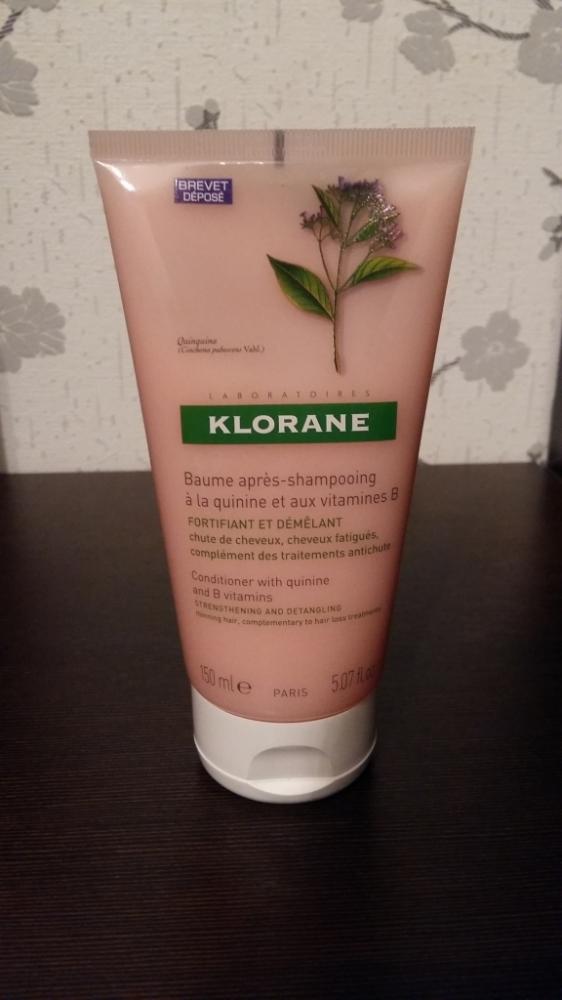 BREVET
DÉPOSÉ
Quinquina
(Cinchona pubescens Vahl.)
LABORATOIRES
KLORANE
Baume après-shampooing
à la quinine et aux vitamines B
FORTIFIANT ET DÉMÊLANT
chute de cheveux, cheveux fatigués,
complément des traitements antichute
Conditioner with quinine
and B vitamins
STRENGTHENING AND DETANGLING
thinning hair, complementary to hair loss treatments
150 ml e PARIS 5.07 fl.oz